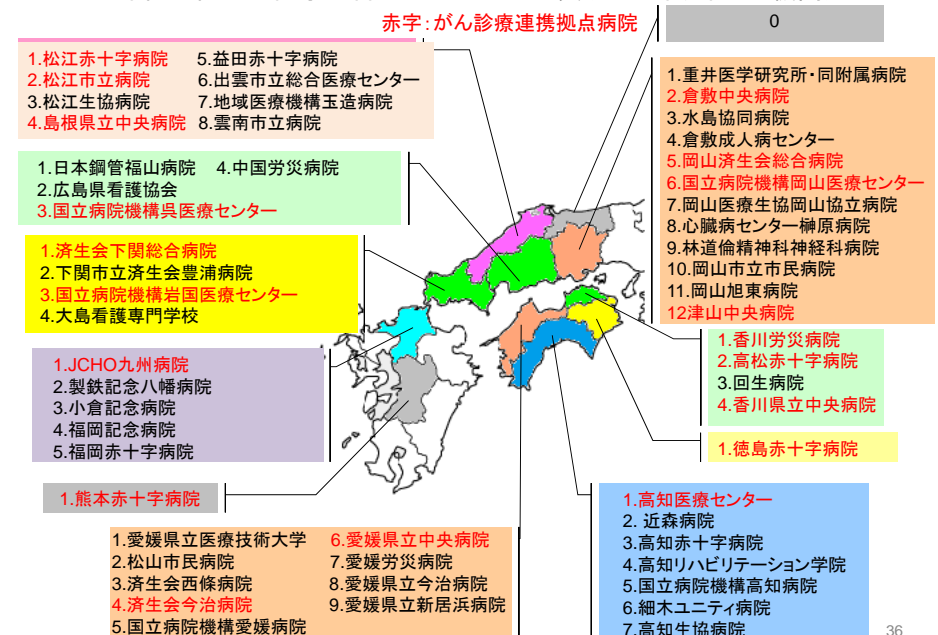 赤字：がん診療連携拠点病院
0
1.松江赤十字病院
2.松江市立病院
3.松江生協病院
4.島根県立中央病院
5.益田赤十字病院
6.出雲市立総合医療センター
7.地域医療機構玉造病院
8.雲南市立病院
1.重井医学研究所・同附属病院
2.倉敷中央病院
3.水島協同病院
4.倉敷成人病センター
5.岡山済生会総合病院
6.国立病院機構岡山医療センター
7.岡山医療生協岡山協立病院
8.心臓病センター榊原病院
9.林道倫精神科神経科病院
10.岡山市立市民病院
11.岡山旭東病院
12津山中央病院
1.日本鋼管福山病院
2.広島県看護協会
3.国立病院機構呉医療センター
4.中国労災病院
1.済生会下関総合病院
2.下関市立済生会豊浦病院
3.国立病院機構岩国医療センター
4.大島看護専門学校
1.香川労災病院
2.高松赤十字病院
3.回生病院
4.香川県立中央病院
1.JCHO九州病院
2.製鉄記念八幡病院
3.小倉記念病院
4.福岡記念病院
5.福岡赤十字病院
1.徳島赤十字病院
1.熊本赤十字病院
1.高知医療センター
2. 近森病院
3.高知赤十字病院
4.高知リハビリテーション学院
5.国立病院機構高知病院
6.細木ユニティ病院
7.高知生協病院
1.愛媛県立医療技術大学
2.松山市民病院
3.済生会西條病院
4.済生会今治病院
5.国立病院機構愛媛病院
6.愛媛県立中央病院
7.愛媛労災病院
8.愛媛県立今治病院
9.愛媛県立新居浜病院
36